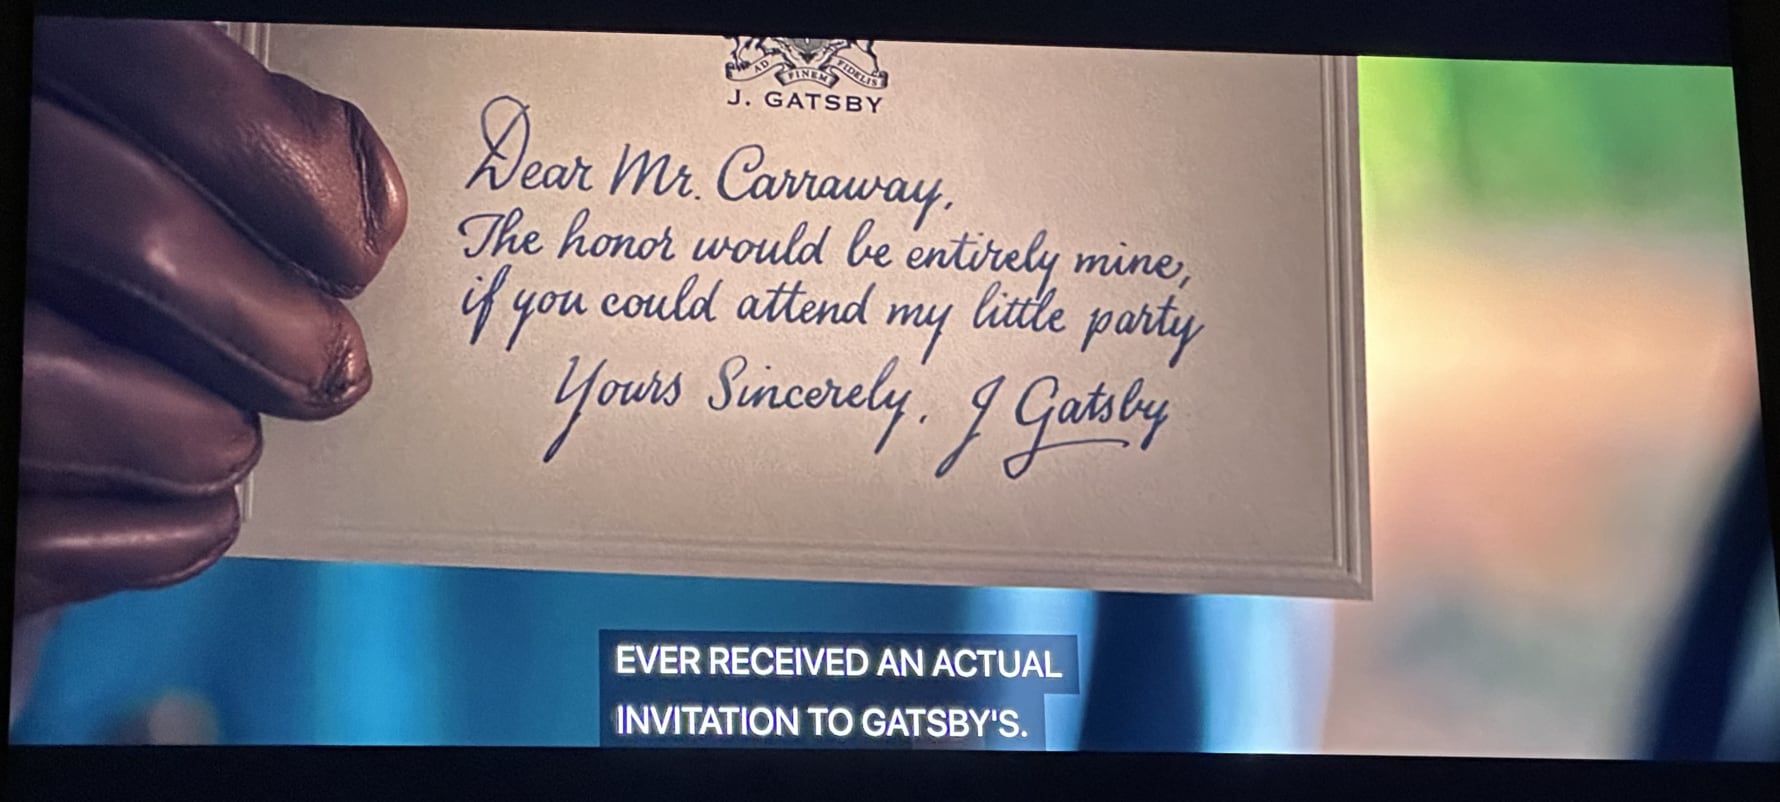 AD FINEM FIDELIS
J. GATSBY
Dear Mr. Carraway,
The honor would be entirely mine,
if you could attend my little party
Yours Sincerely. J Gatsby
EVER RECEIVED AN ACTUAL
INVITATION TO GATSBY'S.